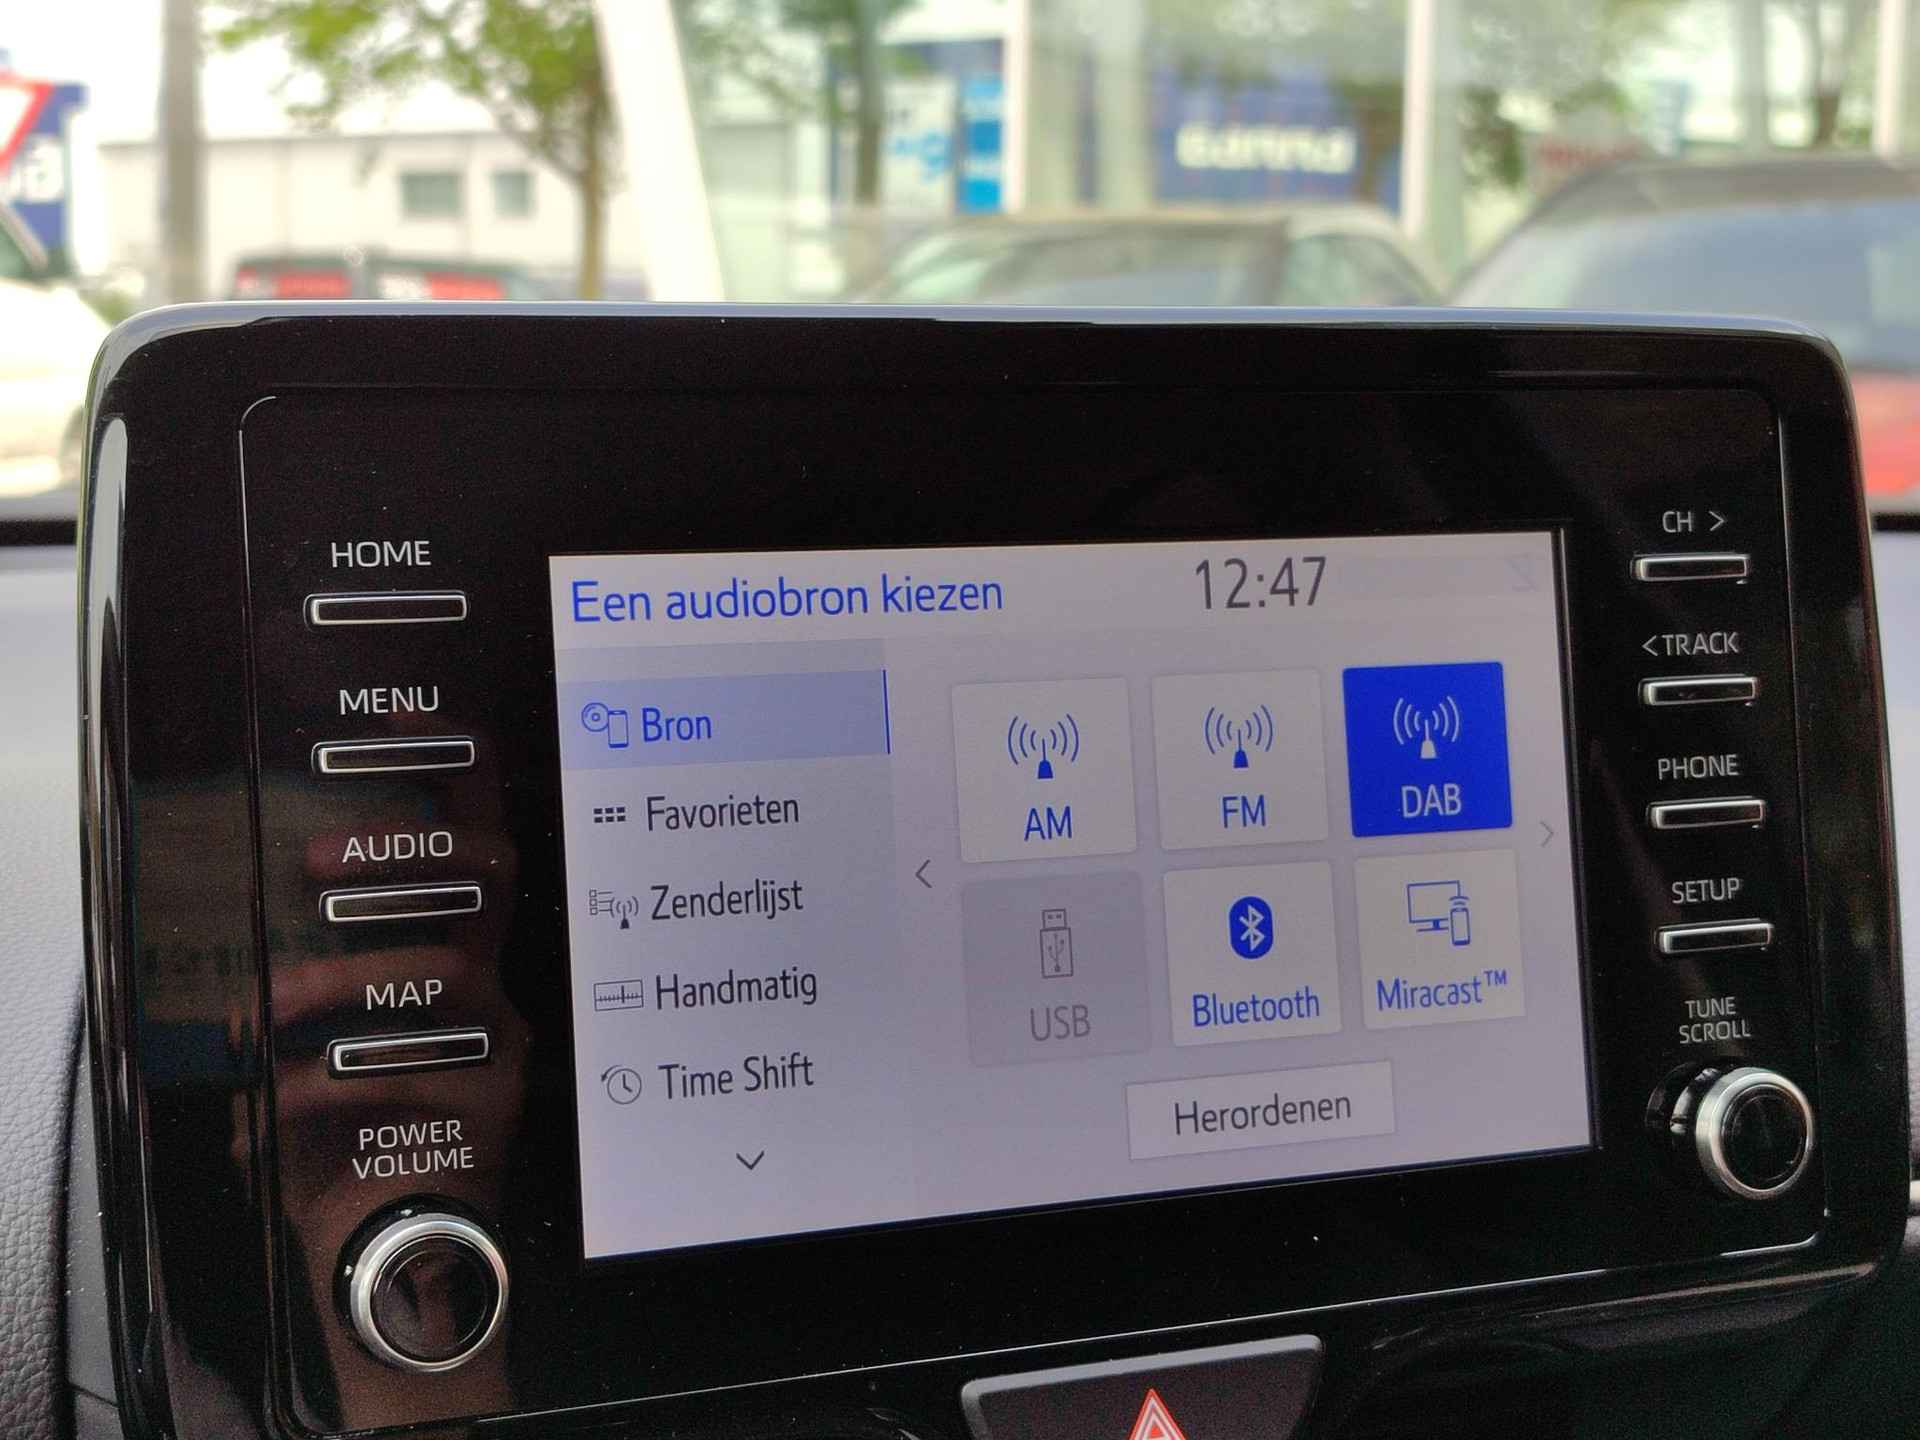 HOME
MENU
AUDIO
MAP
POWER
VOLUME
Een audiobron kiezen
12:47
Bron
Favorieten
Zenderlijst
Handmatig
Time Shift
AM
FM
DAB
USB
Bluetooth
Miracast™
Herordenen
CH >
< TRACK
PHONE
SETUP
TUNE
SCROLL